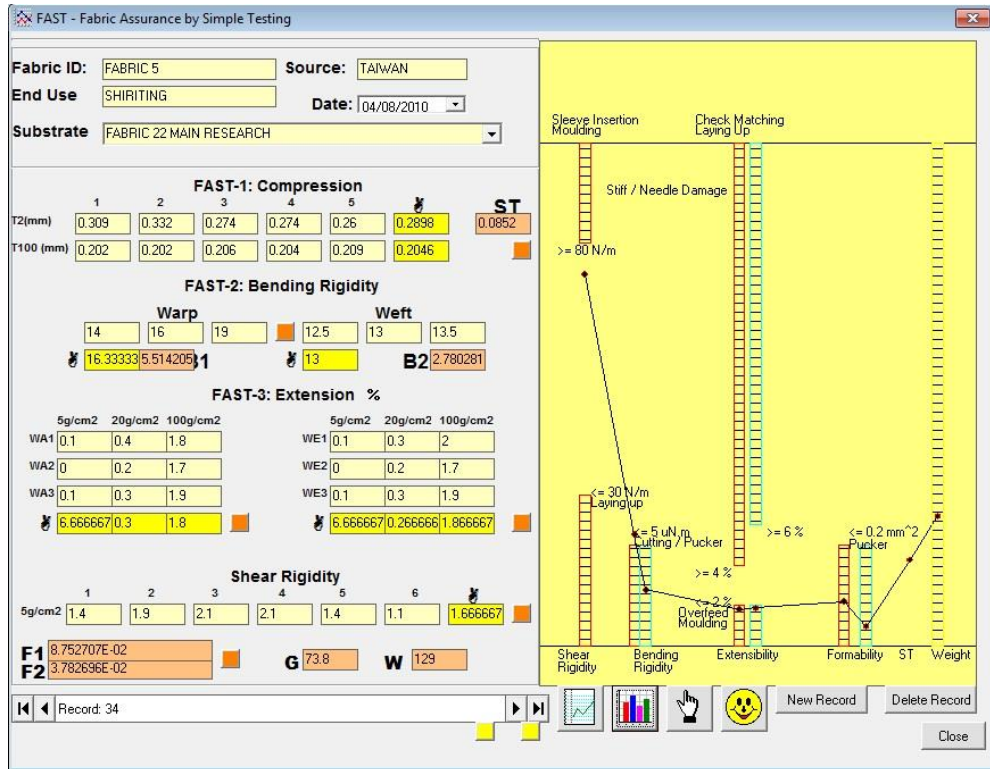 FAST - Fabric Assurance by Simple Testing
Fabric ID: FABRIC 5 Source: TAIWAN
End Use SHIRITING Date: 04/08/2010
Substrate FABRIC 22 MAIN RESEARCH
FAST-1: Compression
1 2 3 4 5 ST
T2(mm) 0.309 0.332 0.274 0.274 0.26 0.2898 0.0852
T100 (mm) 0.202 0.202 0.206 0.204 0.209 0.2046
FAST-2: Bending Rigidity
Warp Weft
14 16 19 12.5 13 13.5
16.33333 5.514205 B1 13 B2 2.780281
FAST-3: Extension %
5g/cm2 20g/cm2 100g/cm2 5g/cm2 20g/cm2 100g/cm2
WA1 0.1 0.4 1.8 WE1 0.1 0.3 2
WA2 0 0.2 1.7 WE2 0 0.2 1.7
WA3 0.1 0.3 1.9 WE3 0.1 0.3 1.9
6.666667 0.3 1.8 6.666667 0.266666 1.866667
Shear Rigidity
1 2 3 4 5 6
5g/cm2 1.4 1.9 2.1 2.1 1.4 1.1 1.666667
F1 8.752707E-02
F2 3.782696E-02
G 73.8 W 129
Record: 34
Sleeve Insertion
Moulding
Check Matching
Laying Up
Stiff / Needle Damage
>= 80 N/m
<= 30 N/m
Laying up
<= 5 uN.m
Cutting / Pucker
>= 6 %
<= 0.2 mm^2
Pucker
>= 4 %
<= 2 %
Overfeed
Moulding
Shear Rigidity
Bending Rigidity
Extensibility
Formability
ST
Weight
New Record
Delete Record
Close